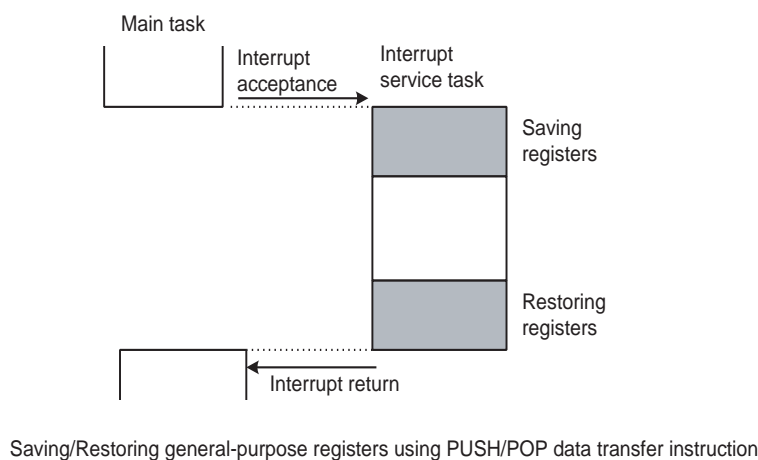 Main task
Interrupt
acceptance
Interrupt
service task
Saving
registers
Restoring
registers
Interrupt return
Saving/Restoring general-purpose registers using PUSH/POP data transfer instruction